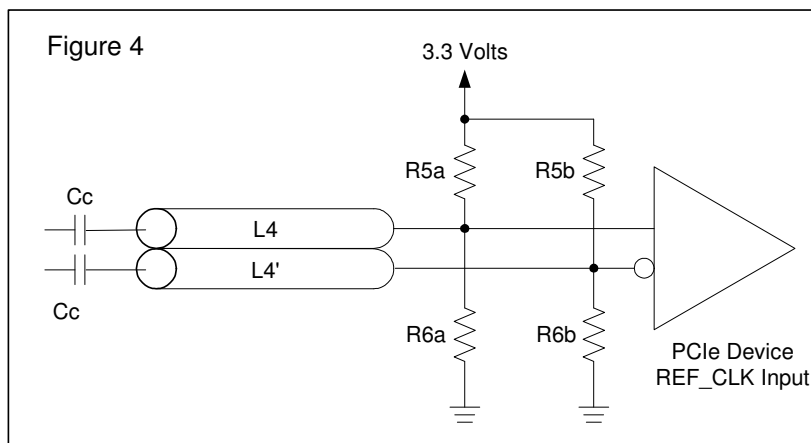 Figure 4
3.3 Volts
R5a
R5b
Cc
L4
L4'
Cc
R6a
R6b
PCIe Device
REF_CLK Input